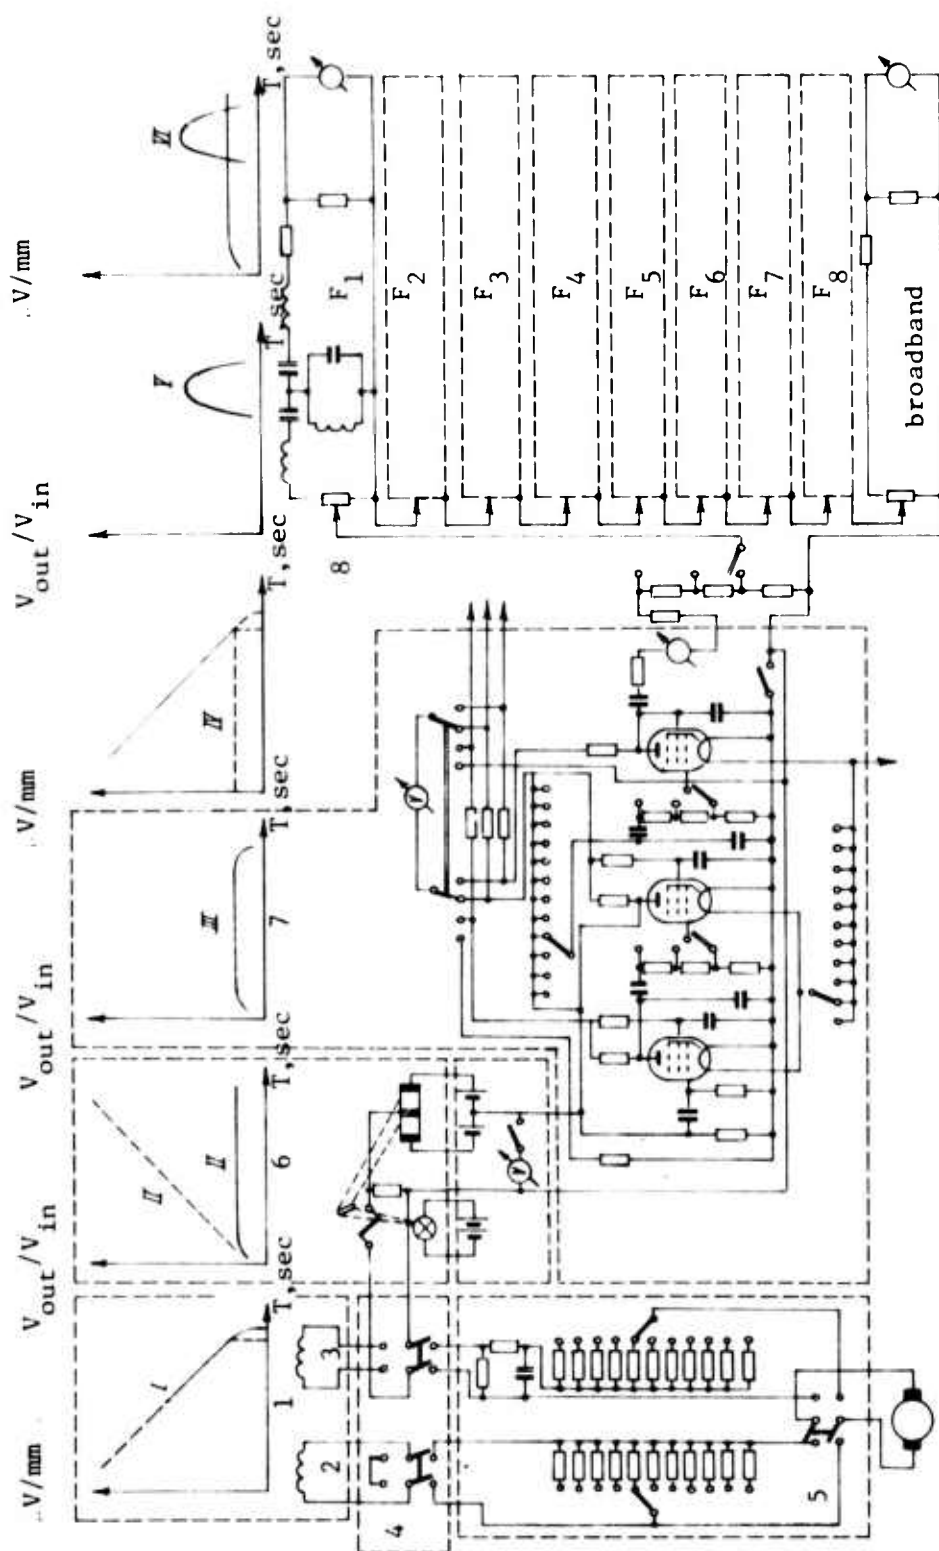 ..V/mm
V_out/V_in
V_out/V_in
..V/mm
V_out/V_in
..V/mm
I
II
II
III
IV
V
VI
T,sec
T,sec
T,sec
T,sec
T,sec
T,sec
1
2
3
4
5
6
7
8
F_1
F_2
F_3
F_4
F_5
F_6
F_7
F_8
broadband